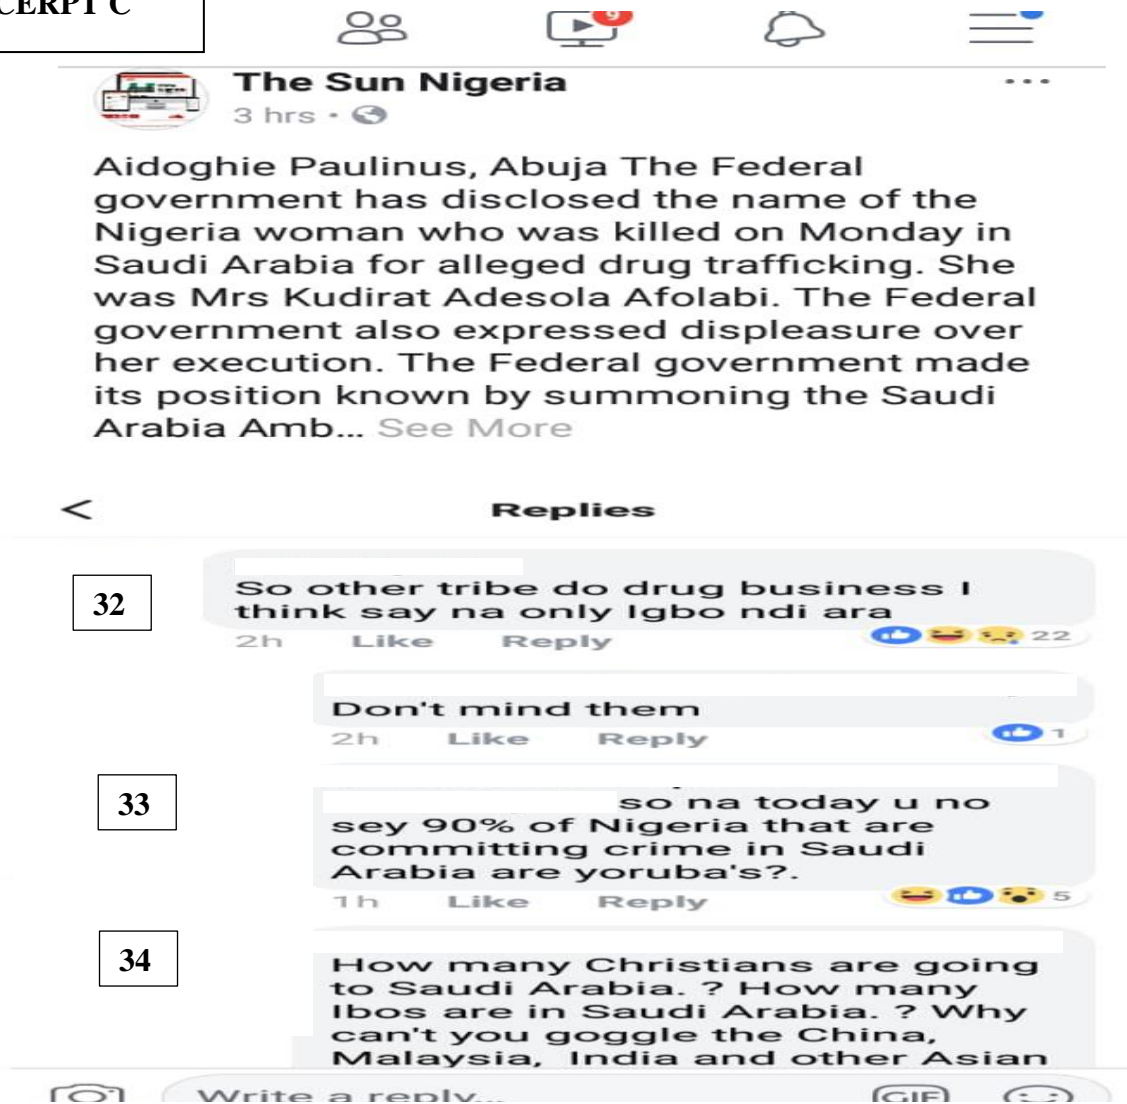 CERPT C
9
The Sun Nigeria
3 hrs
Aidoghie Paulinus, Abuja The Federal
government has disclosed the name of the
Nigeria woman who was killed on Monday in
Saudi Arabia for alleged drug trafficking. She
was Mrs Kudirat Adesola Afolabi. The Federal
government also expressed displeasure over
her execution. The Federal government made
its position known by summoning the Saudi
Arabia Amb... See More
< Replies
32
So other tribe do drug business I
think say na only Igbo ndi ara
2h Like Reply 22
Don't mind them
2h Like Reply 1
33
so na today u no
sey 90% of Nigeria that are
committing crime in Saudi
Arabia are yoruba's?.
1h Like Reply 5
34
How many Christians are going
to Saudi Arabia. ? How many
Ibos are in Saudi Arabia. ? Why
can't you goggle the China,
Malaysia, India and other Asian
Write a reply...
GIF